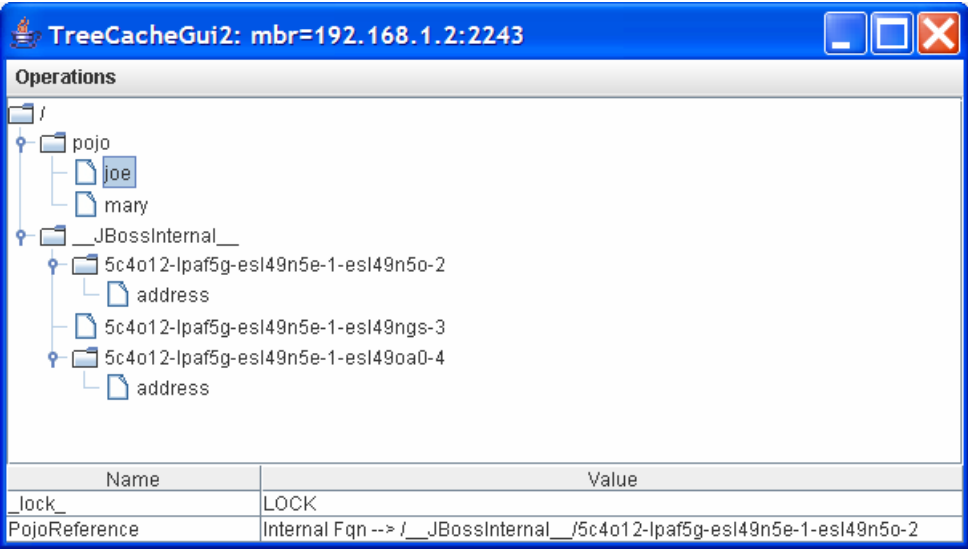 TreeCacheGui2: mbr=192.168.1.2:2243
Operations
/
pojo
joe
mary
__JBossInternal__
5c4o12-lpaf5g-esl49n5e-1-esl49n5o-2
address
5c4o12-lpaf5g-esl49n5e-1-esl49ngs-3
5c4o12-lpaf5g-esl49n5e-1-esl49oa0-4
address
Name Value
_lock_ LOCK
PojoReference Internal Fqn --> /__JBossInternal__/5c4o12-lpaf5g-esl49n5e-1-esl49n5o-2